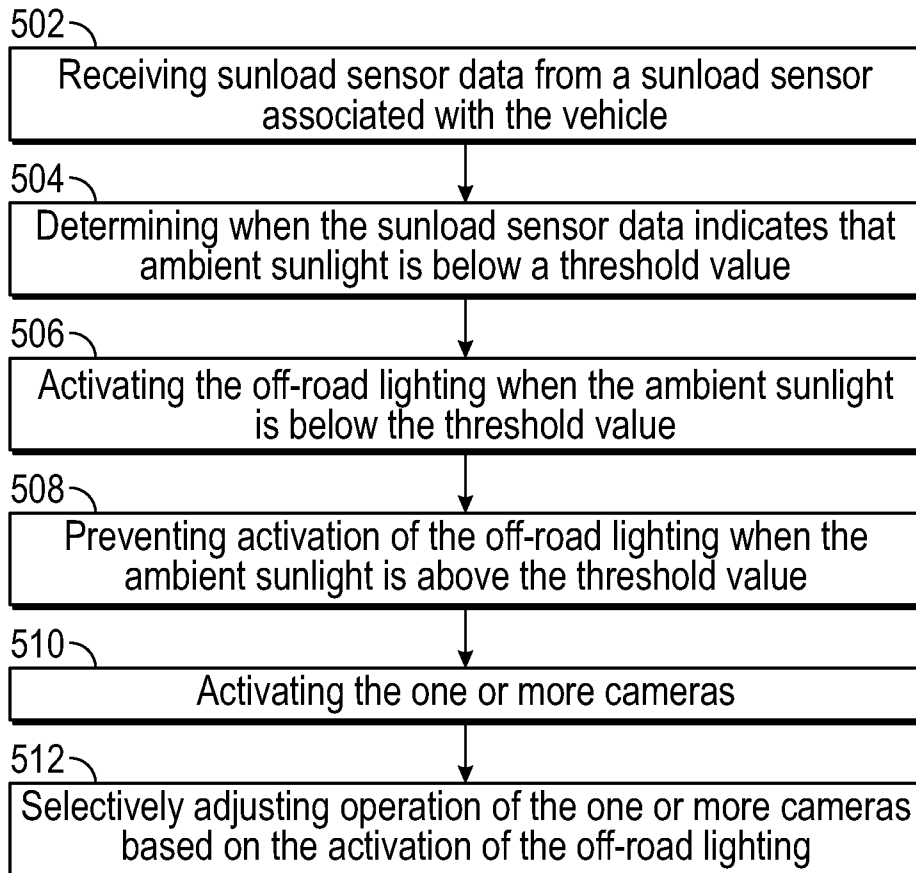 502
Receiving sunload sensor data from a sunload sensor
associated with the vehicle
504
Determining when the sunload sensor data indicates that
ambient sunlight is below a threshold value
506
Activating the off-road lighting when the ambient sunlight
is below the threshold value
508
Preventing activation of the off-road lighting when the
ambient sunlight is above the threshold value
510
Activating the one or more cameras
512
Selectively adjusting operation of the one or more cameras
based on the activation of the off-road lighting